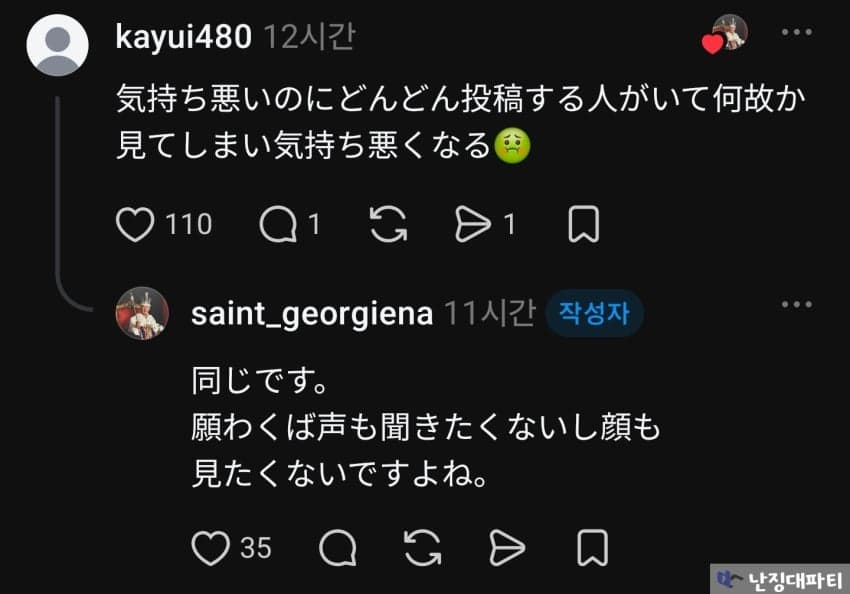 kayui480 12시간
気持ち悪いのにどんどん投稿する人がいて何故か
見てしまい気持ち悪くなる🤢
110 1 1
saint_georgiena 11시간 작성자
同じです。
願わくば声も聞きたくないし顔も
見たくないですよね。
35
난징대파티